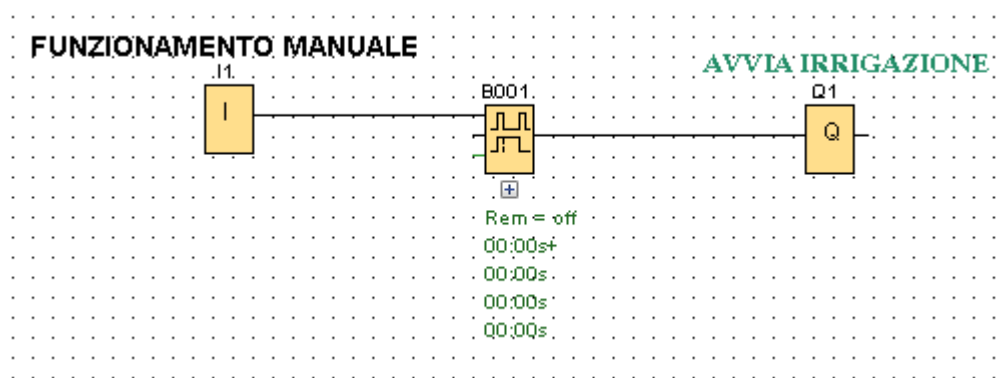 FUNZIONAMENTO MANUALE
AVVIA IRRIGAZIONE
I1
B001
Q1
I
Q
Rem = off
00:00s+
00:00s
00:00s
00:00s